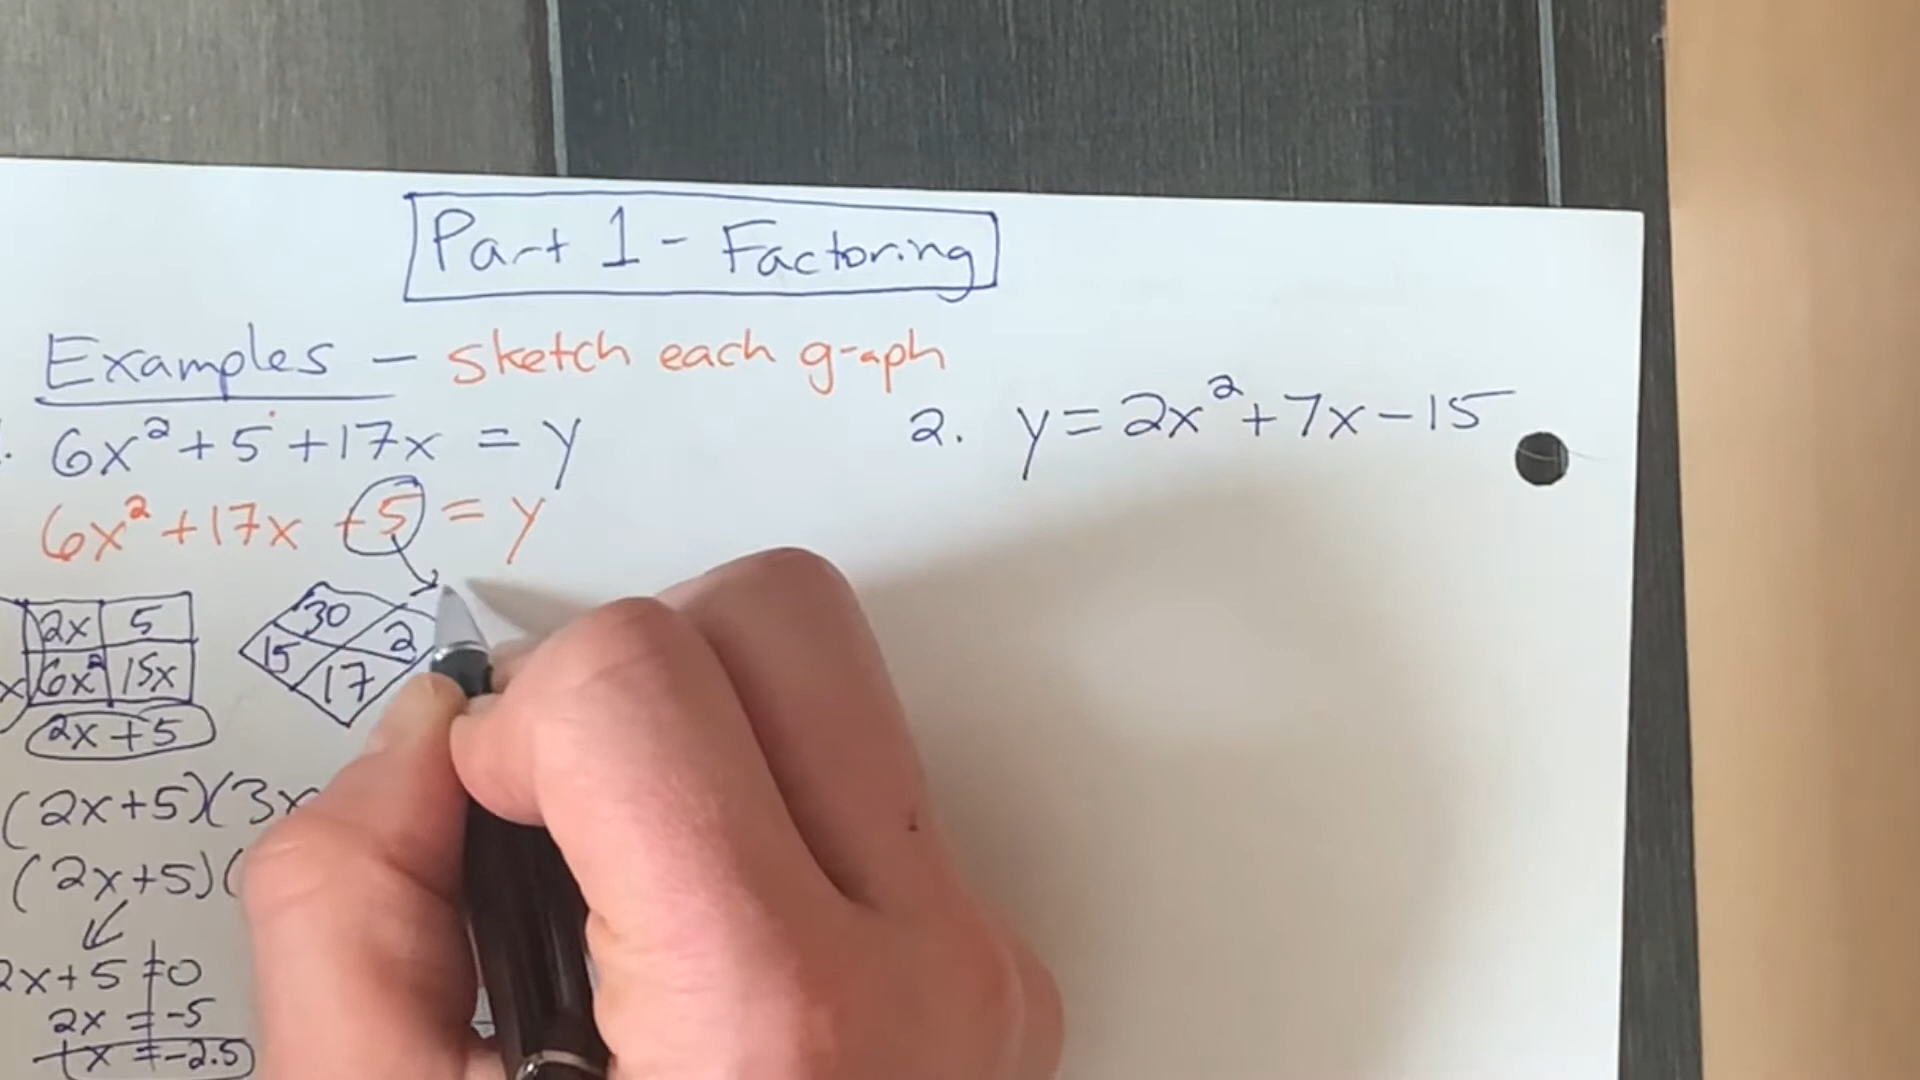 Part 1 - Factoring
Examples - sketch each graph
6x² + 5 + 17x = y
6x² + 17x + 5 = y
2x 5
6x² 15x
2x + 5
30
15 2
17
(2x+5)(3x
(2x+5)(
2x + 5 = 0
2x = -5
x = -2.5
2. y = 2x² + 7x - 15